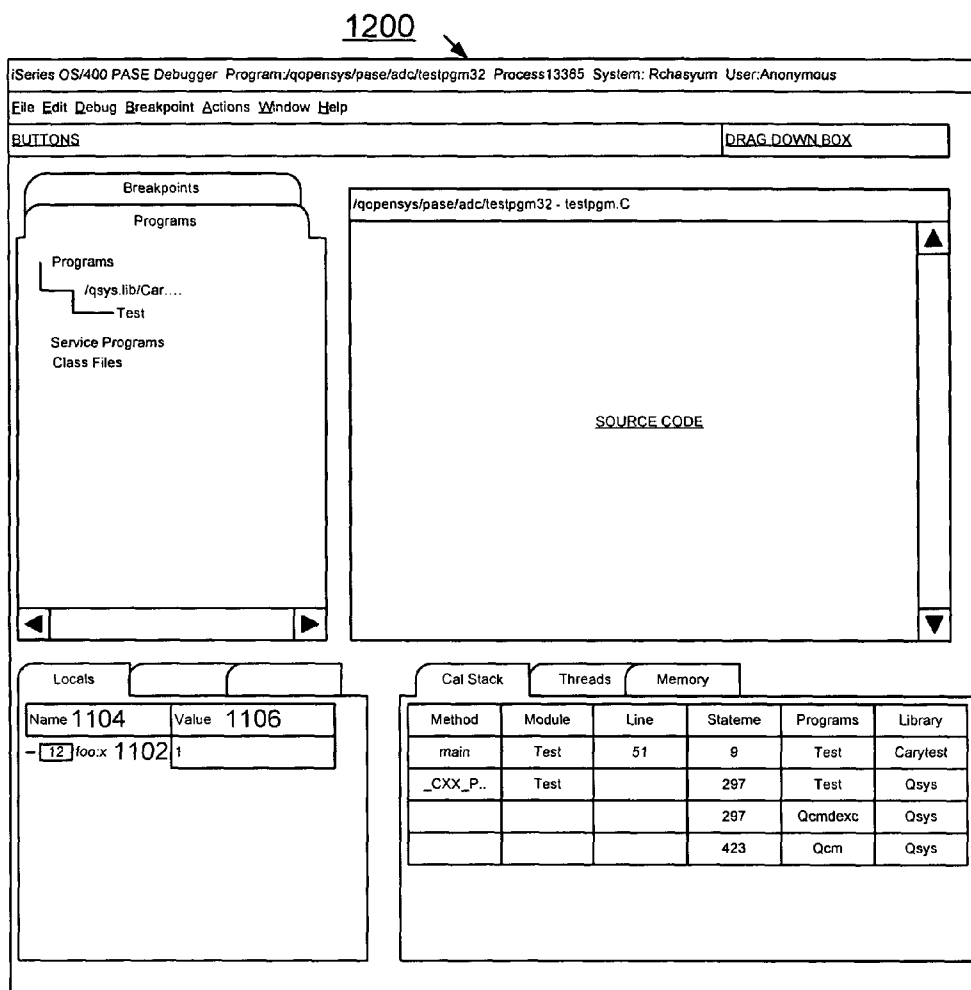 1200
iSeries OS/400 PASE Debugger Program:/qopensys/pase/adc/testpgm32 Process13365 System: Rchasyum User:Anonymous
File Edit Debug Breakpoint Actions Window Help
BUTTONS
DRAG DOWN BOX
Breakpoints
Programs
Programs
/qsys.lib/Car....
Test
Service Programs
Class Files
/qopensys/pase/adc/testpgm32 - testpgm.C
SOURCE CODE
Locals
Name 1104 Value 1106
- 12 foo:x 1102 1
Cal Stack Threads Memory
Method Module Line Stateme Programs Library
main Test 51 9 Test Carytest
_CXX_P.. Test 297 Test Qsys
297 Qcmdexc Qsys
423 Qcm Qsys